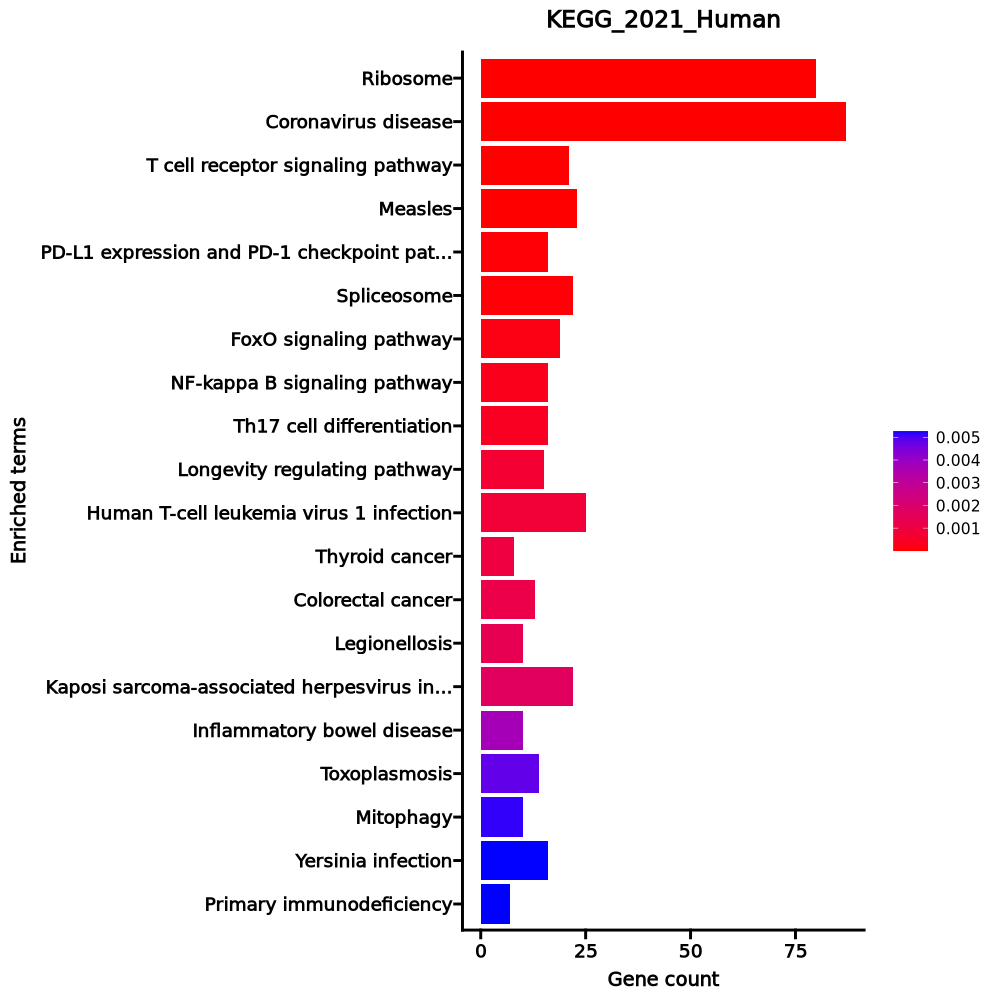 KEGG_2021_Human
Ribosome
Coronavirus disease
T cell receptor signaling pathway
Measles
PD-L1 expression and PD-1 checkpoint pat...
Spliceosome
FoxO signaling pathway
NF-kappa B signaling pathway
Th17 cell differentiation
Longevity regulating pathway
Human T-cell leukemia virus 1 infection
Thyroid cancer
Colorectal cancer
Legionellosis
Kaposi sarcoma-associated herpesvirus in...
Inflammatory bowel disease
Toxoplasmosis
Mitophagy
Yersinia infection
Primary immunodeficiency
Enriched terms
0 25 50 75
Gene count
0.005
0.004
0.003
0.002
0.001